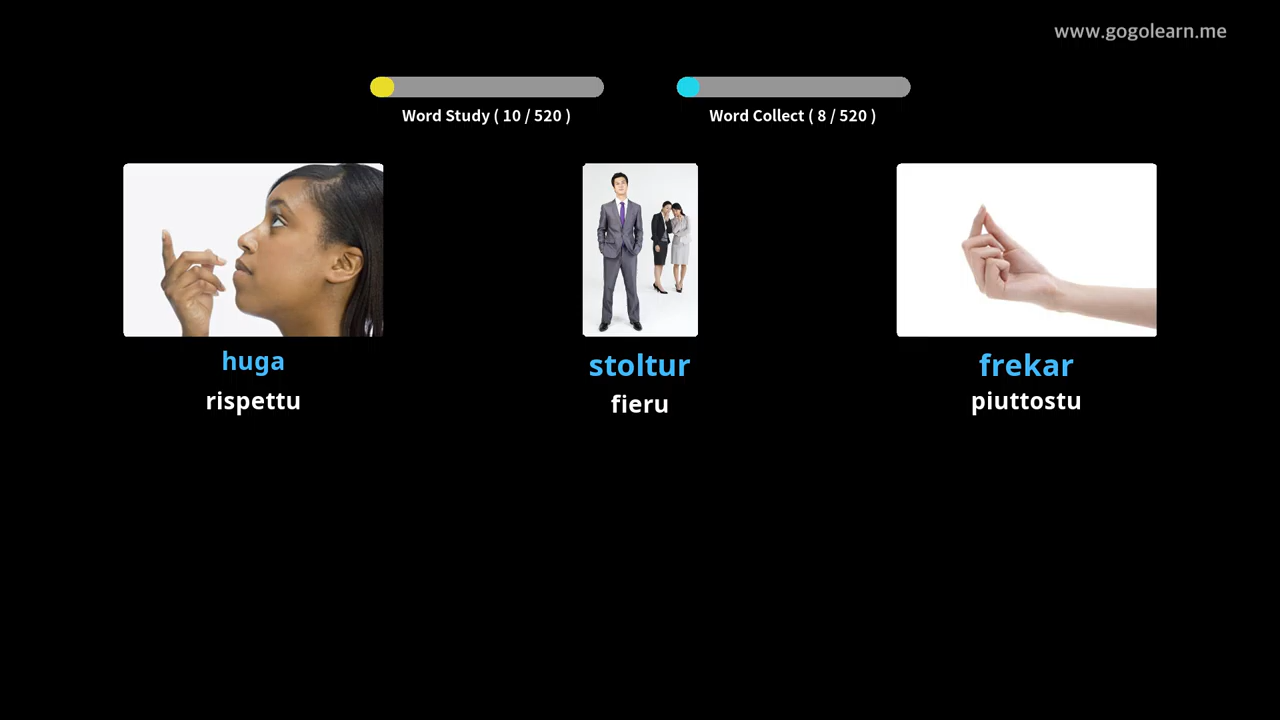 www.gogolearn.me
Word Study ( 10 / 520 )
Word Collect ( 8 / 520 )
huga
rispettu
stoltur
fieru
frekar
piuttostu